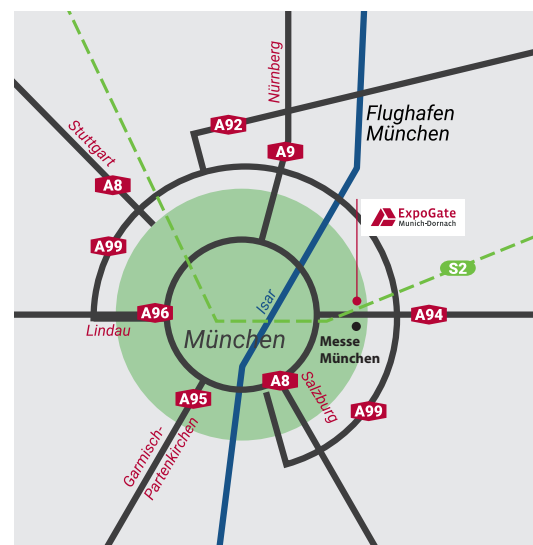 Nürnberg
A92
Flughafen
München
Stuttgart
A9
A8
ExpoGate
Munich-Dornach
A99
S2
Isar
A96
A94
Lindau
München
Messe
München
A8
Salzburg
A95
A99
Garmisch-
Partenkirchen